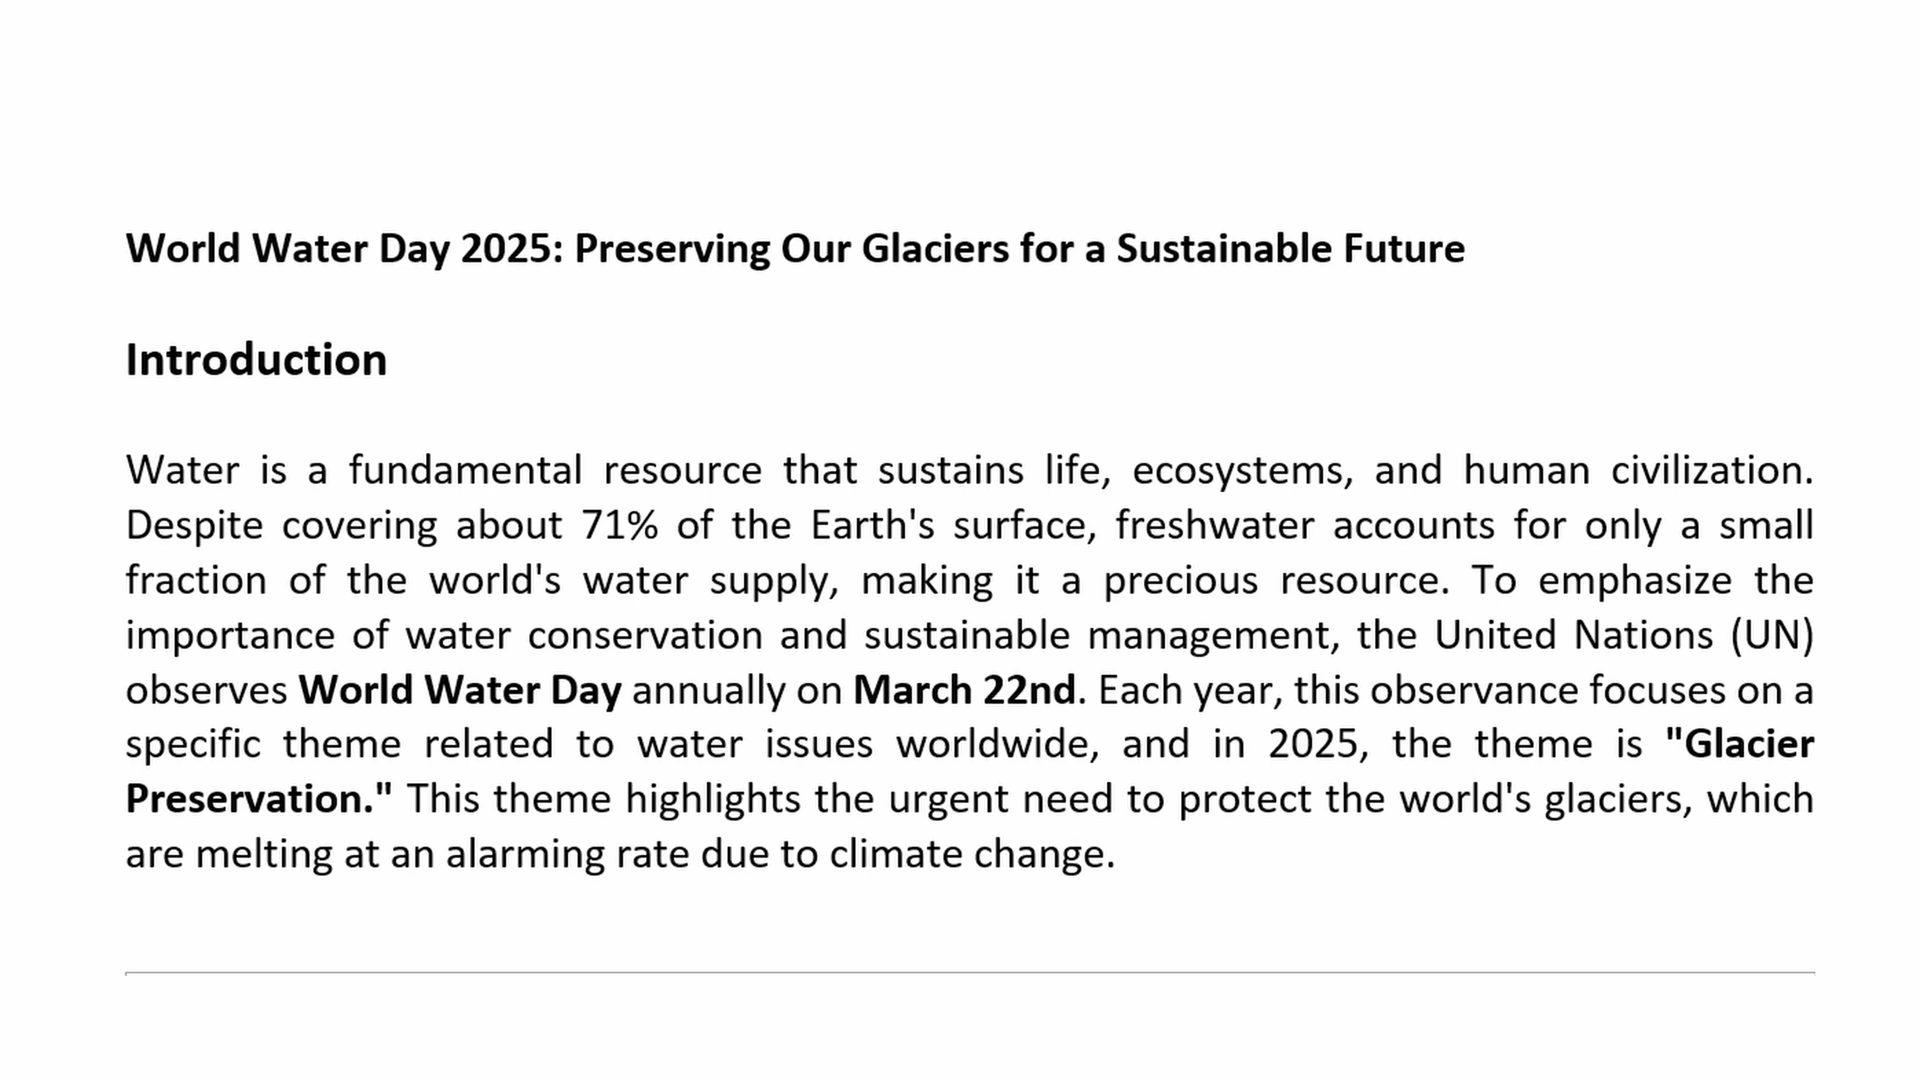 World Water Day 2025: Preserving Our Glaciers for a Sustainable Future
Introduction
Water is a fundamental resource that sustains life, ecosystems, and human civilization.
Despite covering about 71% of the Earth's surface, freshwater accounts for only a small
fraction of the world's water supply, making it a precious resource. To emphasize the
importance of water conservation and sustainable management, the United Nations (UN)
observes World Water Day annually on March 22nd. Each year, this observance focuses on a
specific theme related to water issues worldwide, and in 2025, the theme is "Glacier
Preservation." This theme highlights the urgent need to protect the world's glaciers, which
are melting at an alarming rate due to climate change.